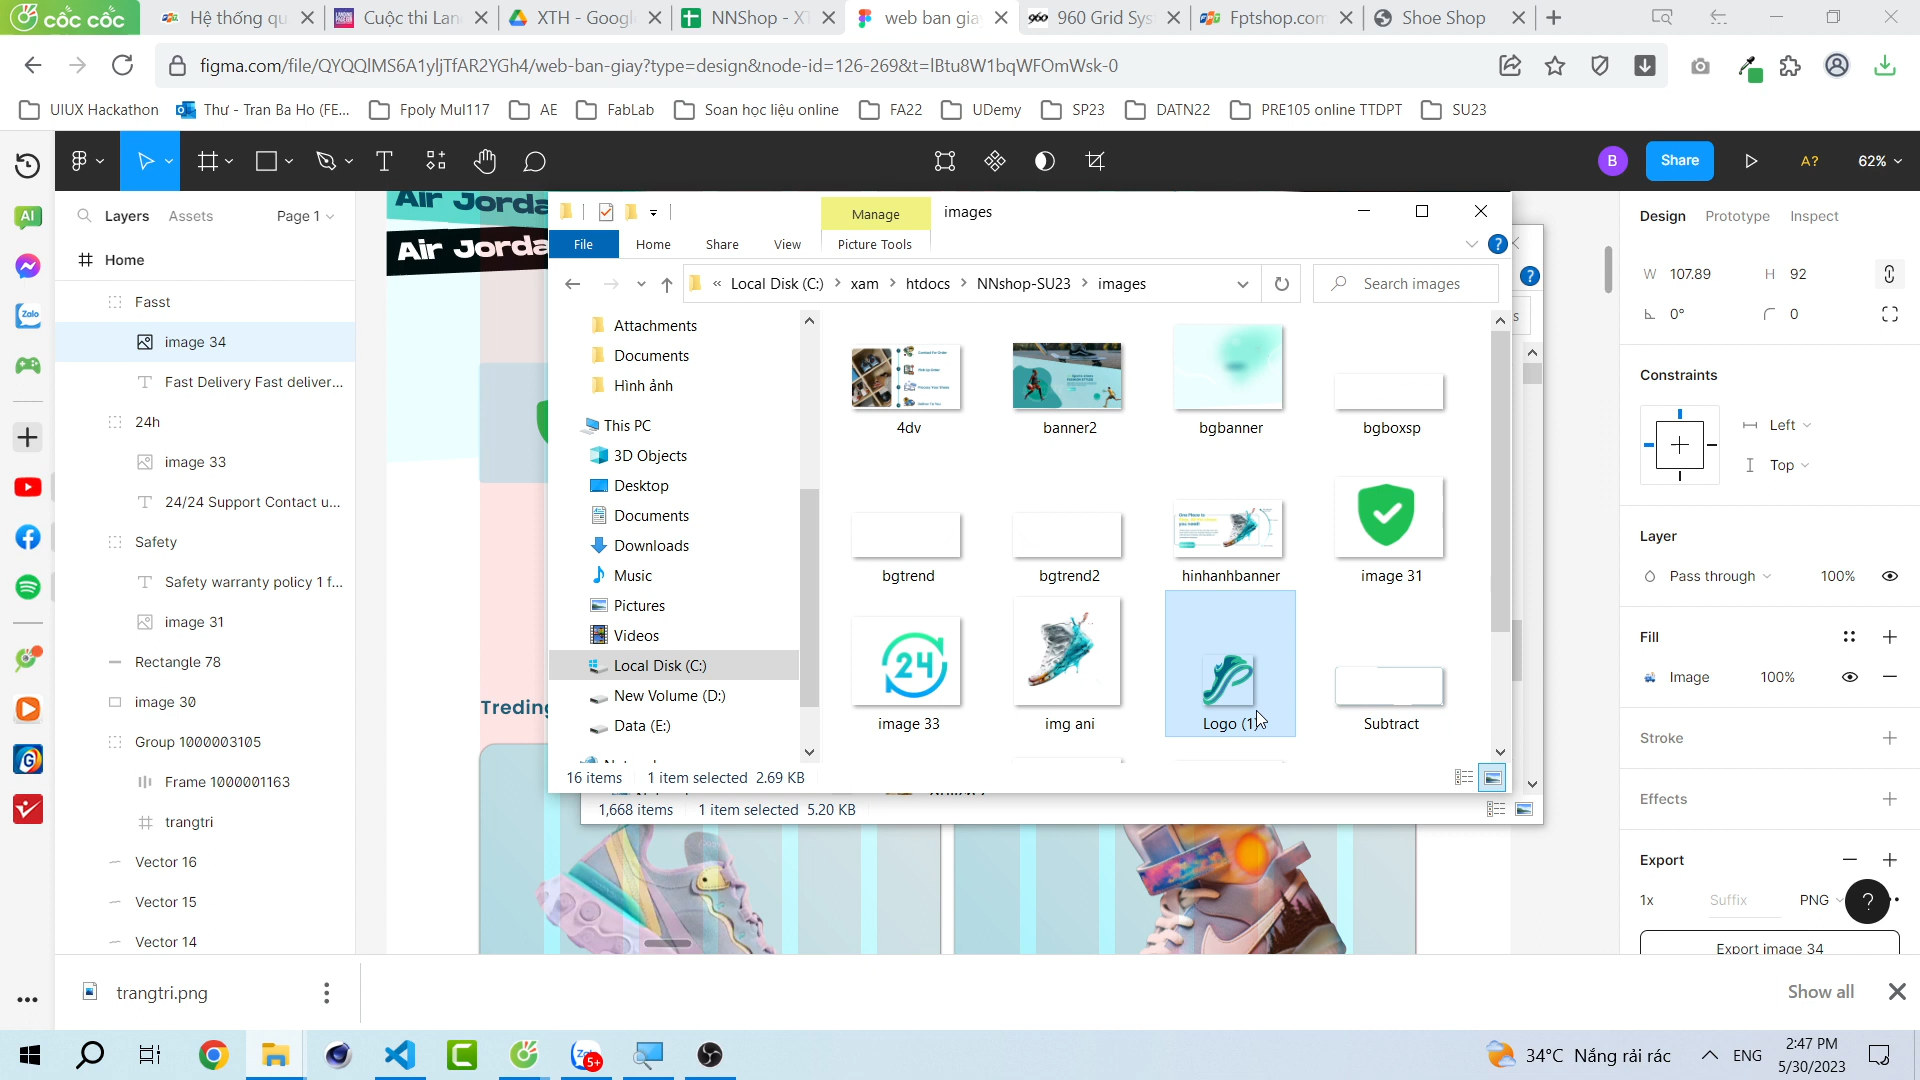 cốc cốc
Hệ thống qu
Cuộc thi Lan
XTH - Google
NNShop - XT
web ban gia
960 Grid Sys
Fptshop.com
Shoe Shop
figma.com/file/QYQQlMS6A1yljTfAR2YGh4/web-ban-giay?type=design&node-id=126-269&t=lBtu8W1bqWFOmWsk-0
UIUX Hackathon
Thư - Tran Ba Ho (FE...
Fpoly Mul117
AE
FabLab
Soan học liệu online
FA22
UDemy
SP23
DATN22
PRE105 online TTDPT
SU23
B
Share
A?
62%
AI
Zalo
Layers
Assets
Page 1
Home
Fasst
image 34
Fast Delivery Fast deliver...
24h
image 33
24/24 Support Contact u...
Safety
Safety warranty policy 1 f...
image 31
Rectangle 78
image 30
Group 1000003105
Frame 1000001163
trangtri
Vector 16
Vector 15
Vector 14
Air Jorda
Air Jorda
Treding
Manage
images
File
Home
Share
View
Picture Tools
« Local Disk (C:) > xam > htdocs > NNshop-SU23 > images
Search images
Attachments
Documents
Hình ảnh
This PC
3D Objects
Desktop
Documents
Downloads
Music
Pictures
Videos
Local Disk (C:)
New Volume (D:)
Data (E:)
4dv
banner2
bgbanner
bgboxsp
bgtrend
bgtrend2
hinhanhbanner
image 31
24
image 33
img ani
Logo (1)
Subtract
16 items
1 item selected 2.69 KB
1,668 items
1 item selected 5.20 KB
Design
Prototype
Inspect
W 107.89
H 92
0°
0
Constraints
Left
Top
Layer
Pass through
100%
Fill
Image
100%
Stroke
Effects
Export
1x
Suffix
PNG
?
Export image 34
trangtri.png
Show all
5+
34°C Nắng rải rác
ENG
2:47 PM
5/30/2023